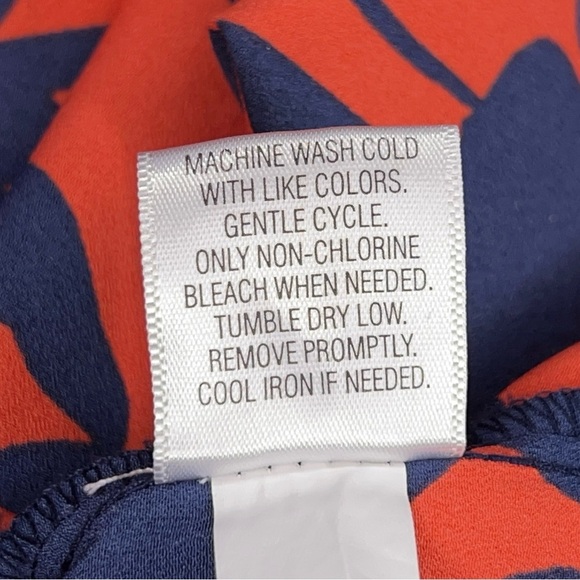 MACHINE WASH COLD
WITH LIKE COLORS.
GENTLE CYCLE.
ONLY NON-CHLORINE
BLEACH WHEN NEEDED.
TUMBLE DRY LOW.
REMOVE PROMPTLY.
COOL IRON IF NEEDED.